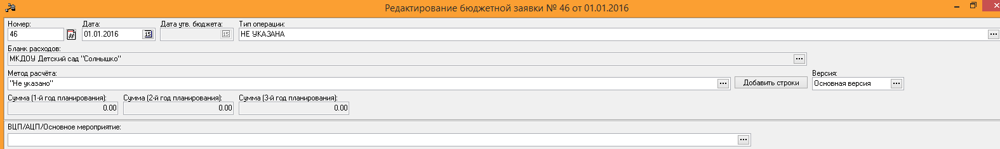 Редактирование бюджетной заявки № 46 от 01.01.2016
Номер: Дата: Дата утв. бюджета: Тип операции:
46 # 01.01.2016 15 15 НЕ УКАЗАНА ...
Бланк расходов:
МКДОУ Детский сад "Солнышко" ...
Метод расчёта: Версия:
"Не указано" ... Добавить строки Основная версия ...
Сумма (1-й год планирования): Сумма (2-й год планирования): Сумма (3-й год планирования):
0.00 0.00 0.00
ВЦП/АЦП/Основное мероприятие:
...